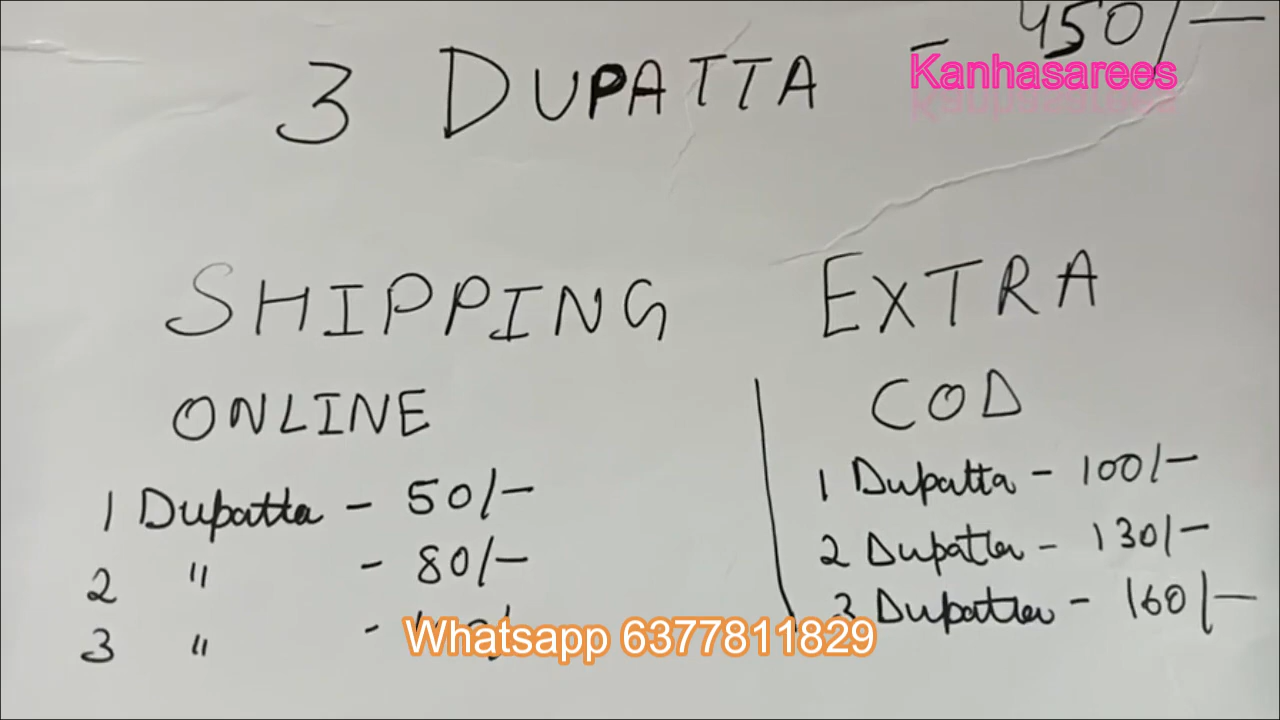 3 DUPATTA - 450/-
Kanhasarees
SHIPPING EXTRA
ONLINE
COD
1 Dupatta - 50/-
1 Dupatta - 100/-
2 " - 80/-
2 Dupatta - 130/-
3 " -
3 Dupatta - 160/-
Whatsapp 6377811829